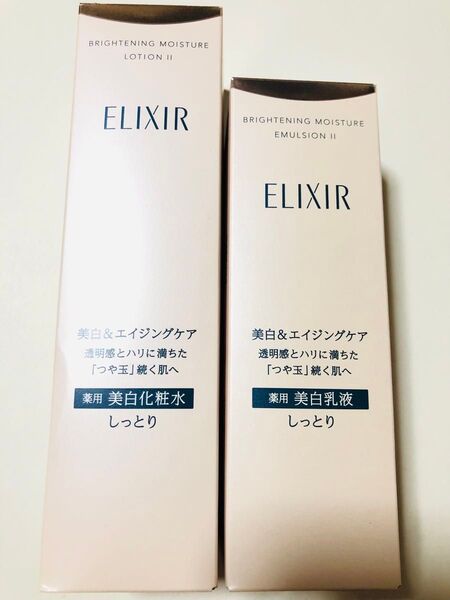 BRIGHTENING MOISTURE
LOTION II
ELIXIR
美白&エイジングケア
透明感とハリに満ちた
「つや玉」続く肌へ
薬用 美白化粧水
しっとり
BRIGHTENING MOISTURE
EMULSION II
ELIXIR
美白&エイジングケア
透明感とハリに満ちた
「つや玉」続く肌へ
薬用 美白乳液
しっとり